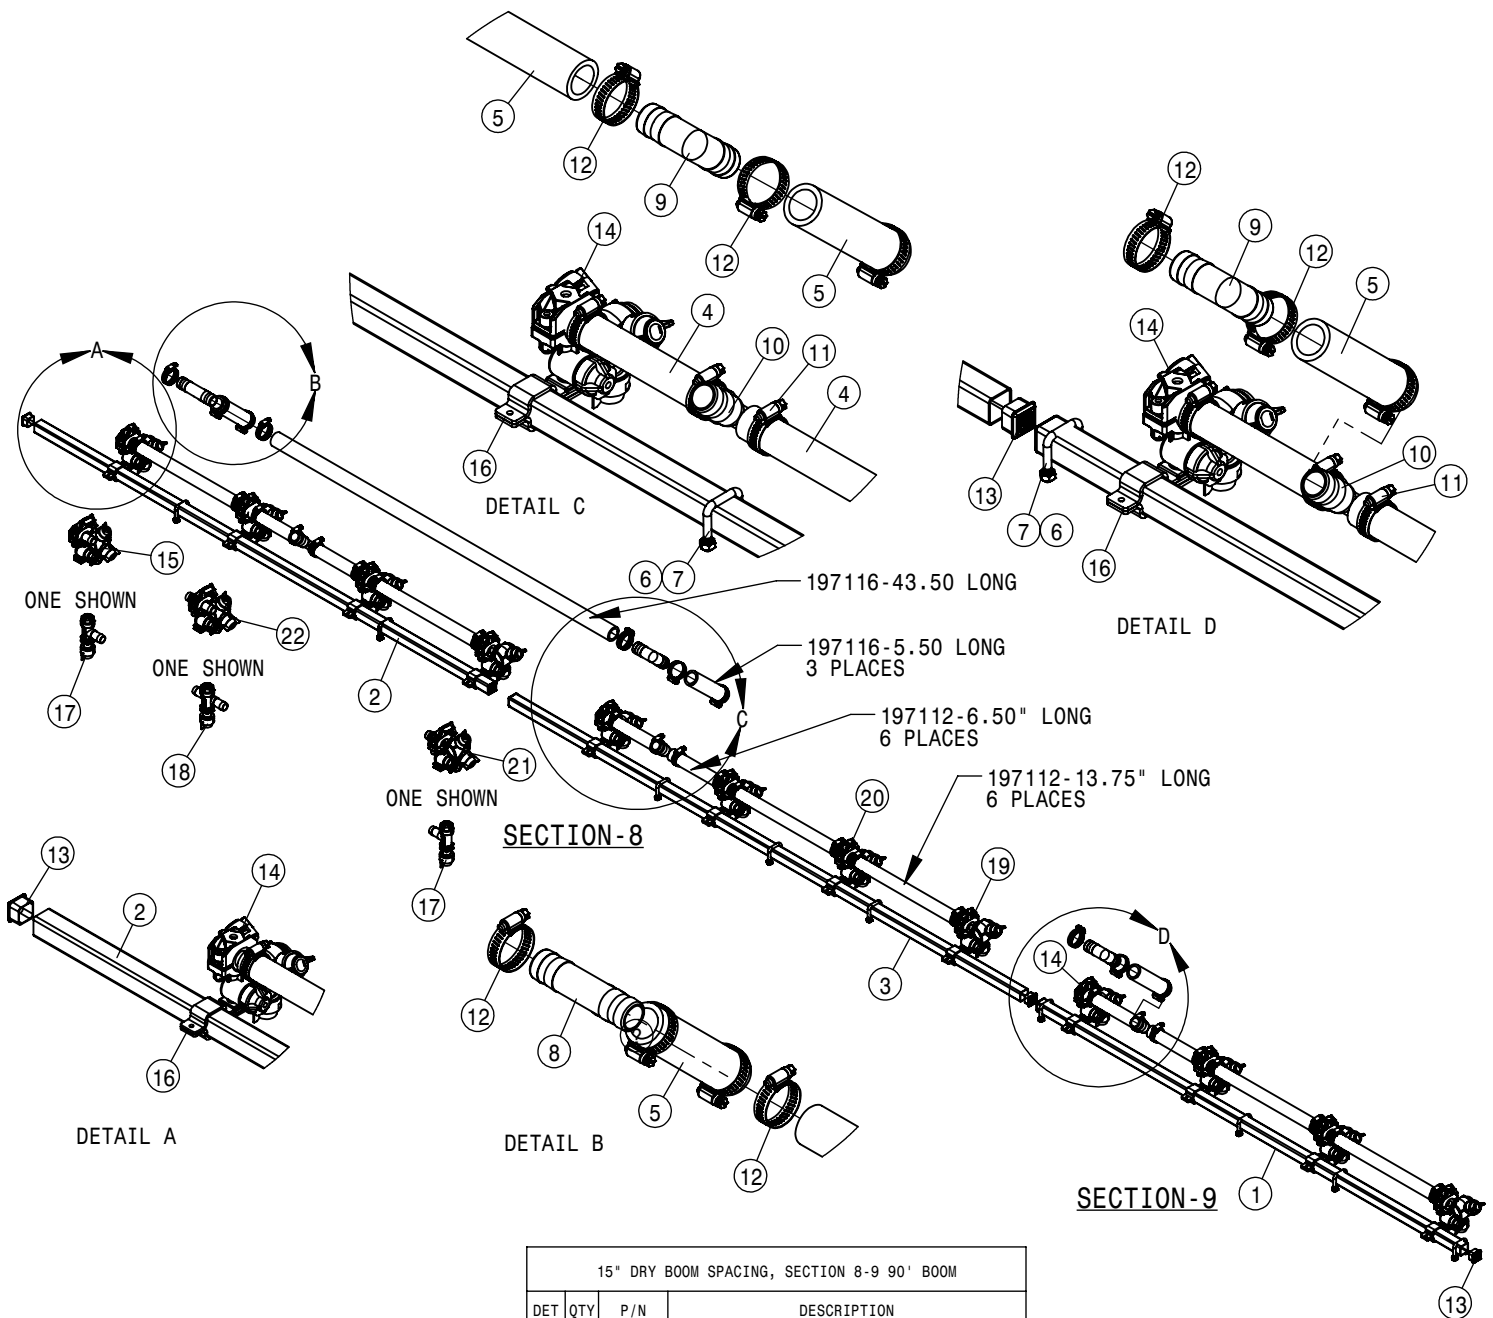 5
12
9
12
5
12
9
12
5
14
14
4
10
11
4
10
11
16
DETAIL C
13
7
6
16
DETAIL D
6
7
A
B
15
ONE SHOWN
22
17
ONE SHOWN
18
2
21
ONE SHOWN
17
197116-43.50 LONG
197116-5.50 LONG
3 PLACES
C
197112-6.50" LONG
6 PLACES
197112-13.75" LONG
6 PLACES
SECTION-8
20
19
3
13
2
14
16
DETAIL A
12
8
5
12
DETAIL B
D
14
SECTION-9
1
13
15" DRY BOOM SPACING, SECTION 8-9 90' BOOM
DET QTY P/N DESCRIPTION